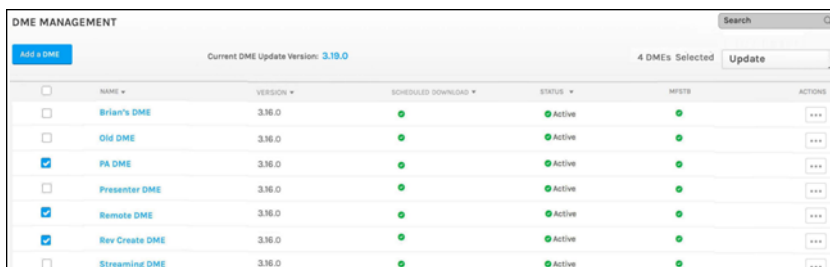 DME MANAGEMENT
Search
Add a DME
Current DME Update Version: 3.19.0
4 DMEs Selected
Update
NAME VERSION SCHEDULED DOWNLOAD STATUS MFSTB ACTIONS
Brian's DME 3.16.0 Active
Old DME 3.16.0 Active
PA DME 3.16.0 Active
Presenter DME 3.16.0 Active
Remote DME 3.16.0 Active
Rev Create DME 3.16.0 Active
Streaming DME 3.16.0 Active